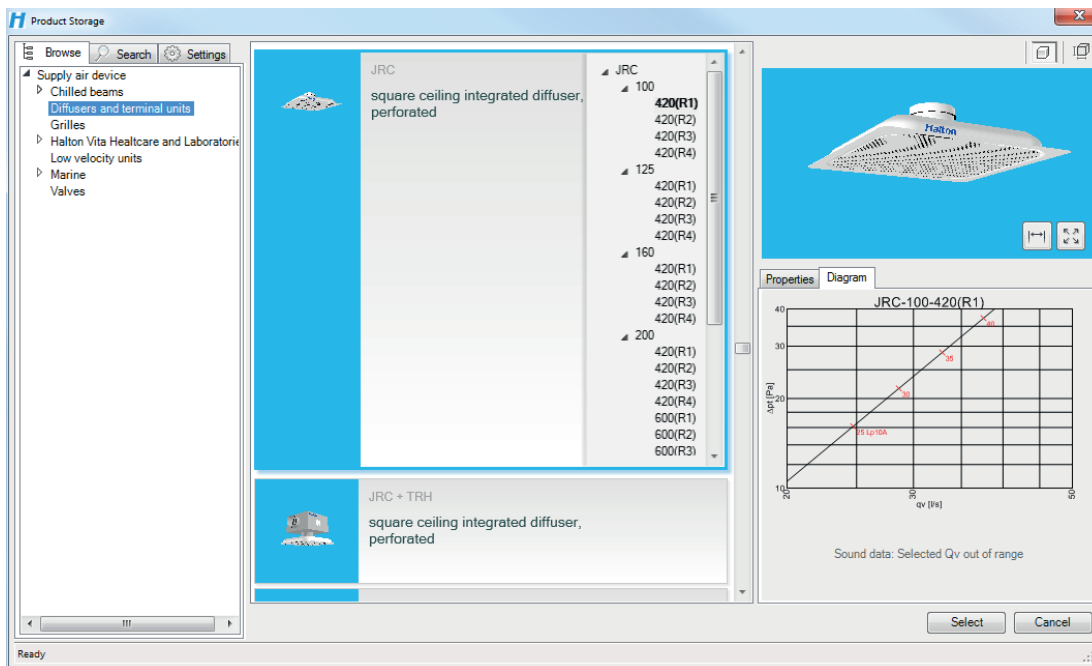 Product Storage
Browse
Search
Settings
Supply air device
Chilled beams
Diffusers and terminal units
Grilles
Halton Vita Healtcare and Laboratorie
Low velocity units
Marine
Valves
JRC
square ceiling integrated diffuser,
perforated
JRC
100
420(R1)
420(R2)
420(R3)
420(R4)
125
420(R1)
420(R2)
420(R3)
420(R4)
160
420(R1)
420(R2)
420(R3)
420(R4)
200
420(R1)
420(R2)
420(R3)
420(R4)
600(R1)
600(R2)
600(R3)
JRC + TRH
square ceiling integrated diffuser,
perforated
Halton
Properties
Diagram
JRC-100-420(R1)
40
30
20
10
Δpt [Pa]
40
35
30
25 Lp10A
20
30
50
qv [l/s]
Sound data: Selected Qv out of range
Select
Cancel
Ready